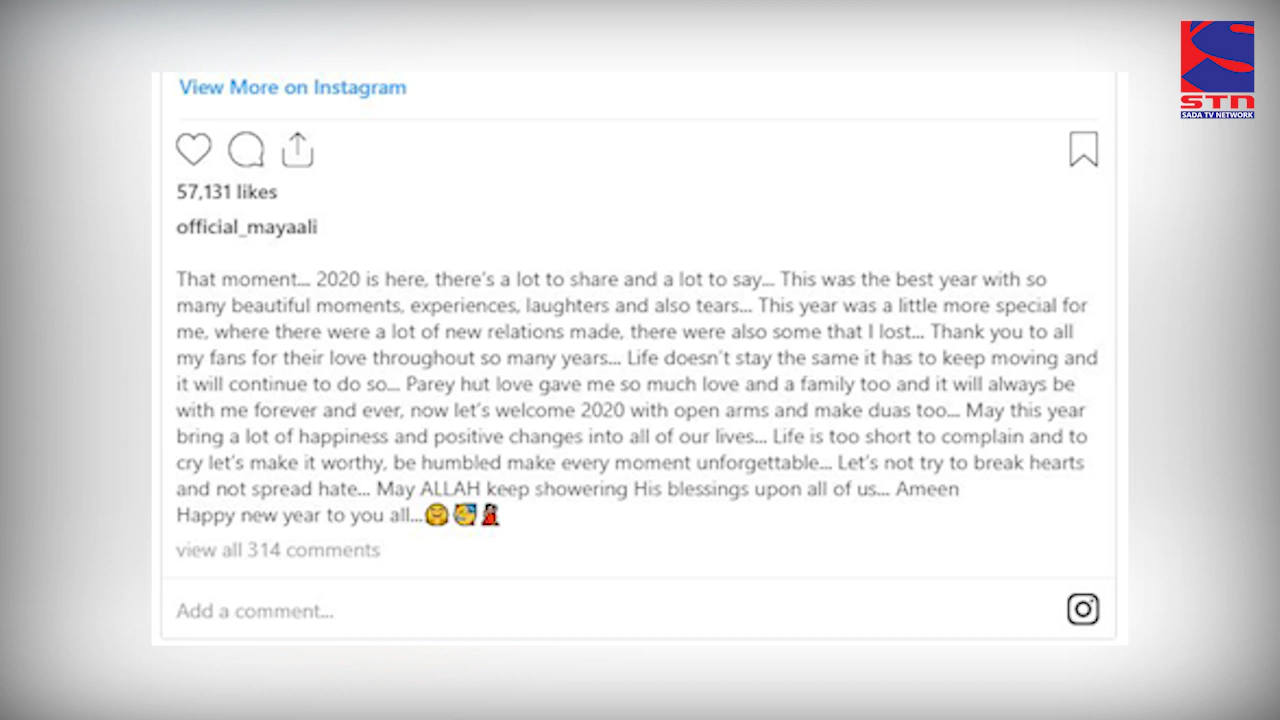 STN
SADA TV NETWORK
View More on Instagram
57,131 likes
official_mayaali
That moment... 2020 is here, there's a lot to share and a lot to say... This was the best year with so
many beautiful moments, experiences, laughters and also tears... This year was a little more special for
me, where there were a lot of new relations made, there were also some that I lost... Thank you to all
my fans for their love throughout so many years... Life doesn't stay the same it has to keep moving and
it will continue to do so... Parey hut love gave me so much love and a family too and it will always be
with me forever and ever, now let's welcome 2020 with open arms and make duas too... May this year
bring a lot of happiness and positive changes into all of our lives... Life is too short to complain and to
cry let's make it worthy, be humbled make every moment unforgettable... Let's not try to break hearts
and not spread hate... May ALLAH keep showering His blessings upon all of us... Ameen
Happy new year to you all...
view all 314 comments
Add a comment...